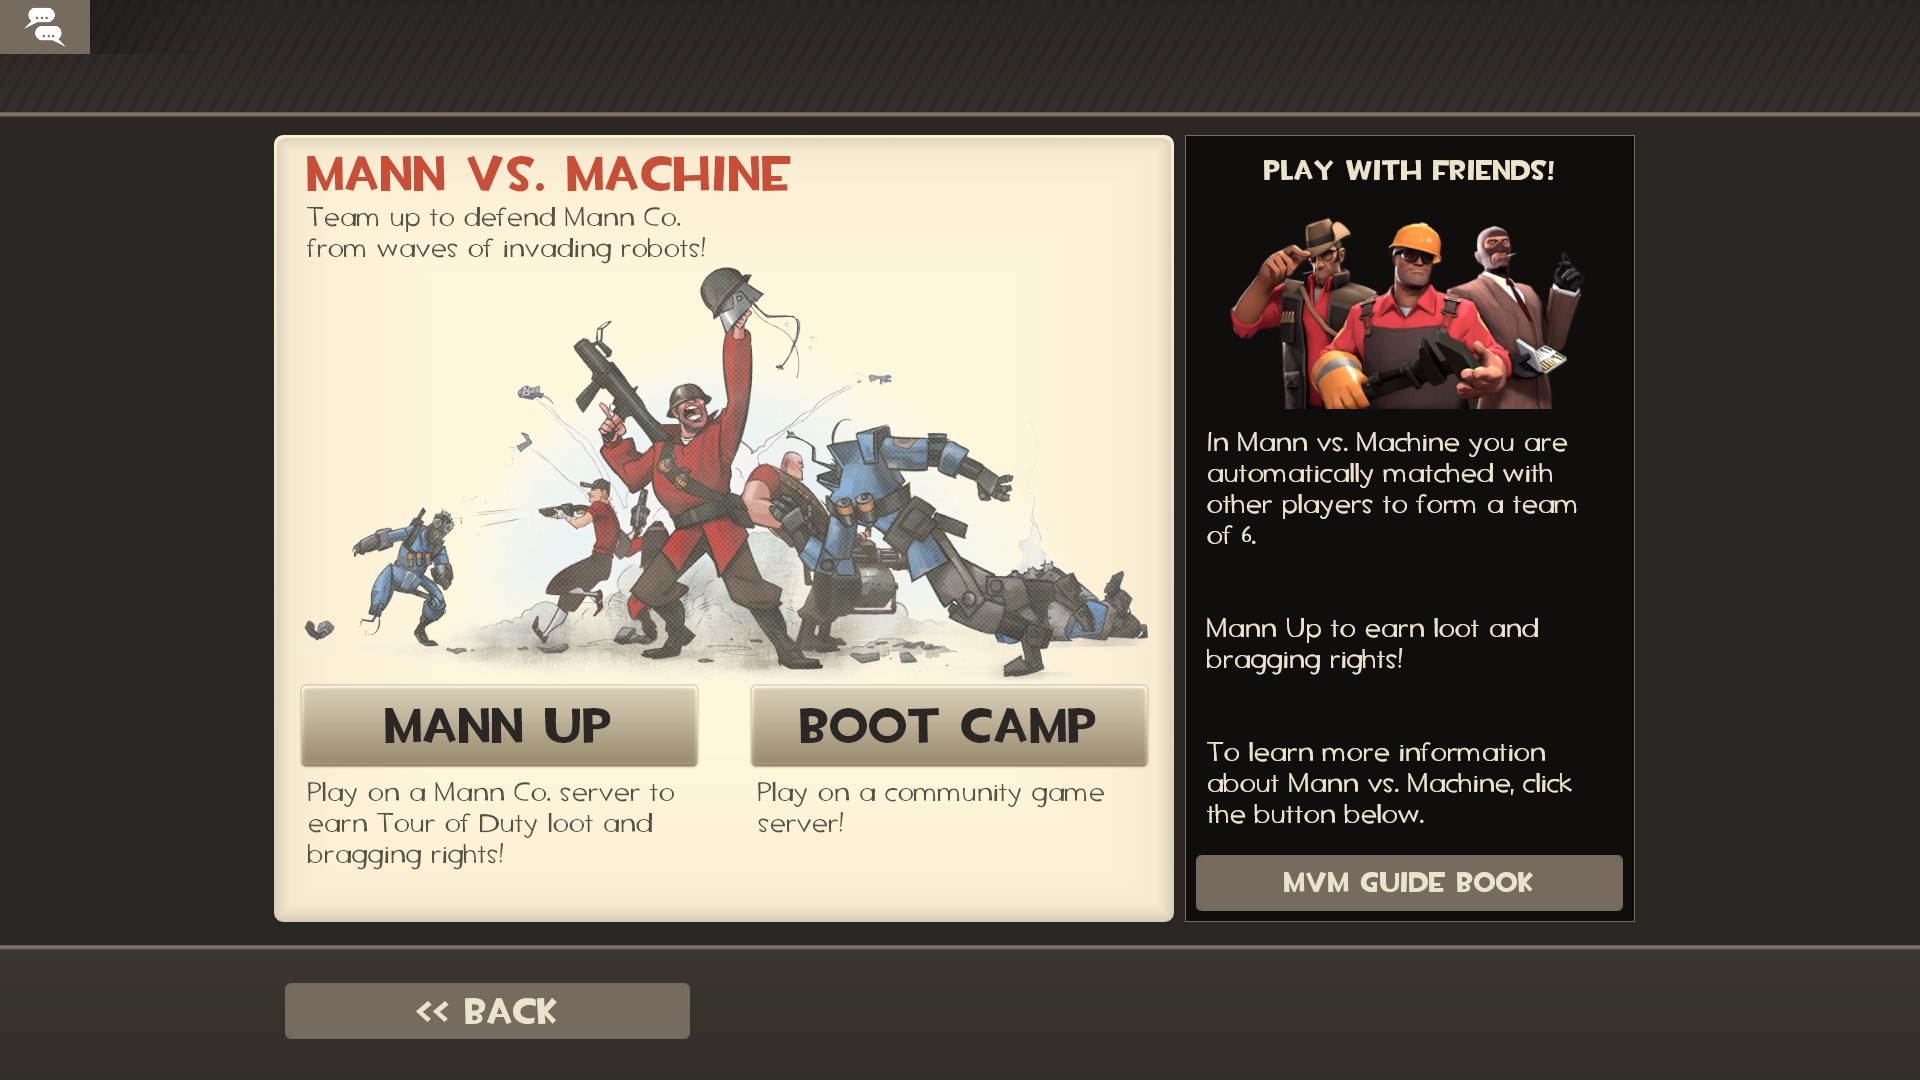 MANN VS. MACHINE
Team up to defend Mann Co.
from waves of invading robots!
MANN UP
Play on a Mann Co. server to
earn Tour of Duty loot and
bragging rights!
BOOT CAMP
Play on a community game
server!
PLAY WITH FRIENDS!
In Mann vs. Machine you are
automatically matched with
other players to form a team
of 6.
Mann Up to earn loot and
bragging rights!
To learn more information
about Mann vs. Machine, click
the button below.
MVM GUIDE BOOK
<< BACK